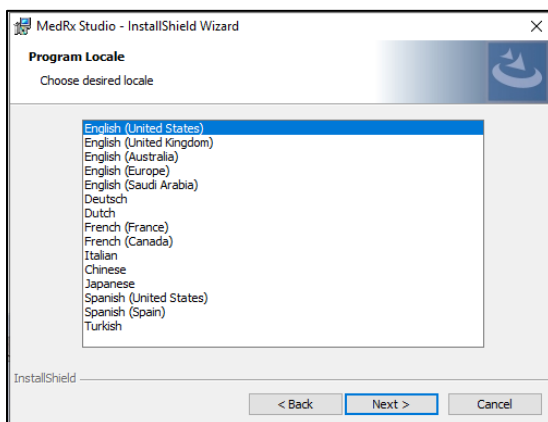 MedRx Studio - InstallShield Wizard
Program Locale
Choose desired locale
English (United States)
English (United Kingdom)
English (Australia)
English (Europe)
English (Saudi Arabia)
Deutsch
Dutch
French (France)
French (Canada)
Italian
Chinese
Japanese
Spanish (United States)
Spanish (Spain)
Turkish
InstallShield
< Back Next > Cancel